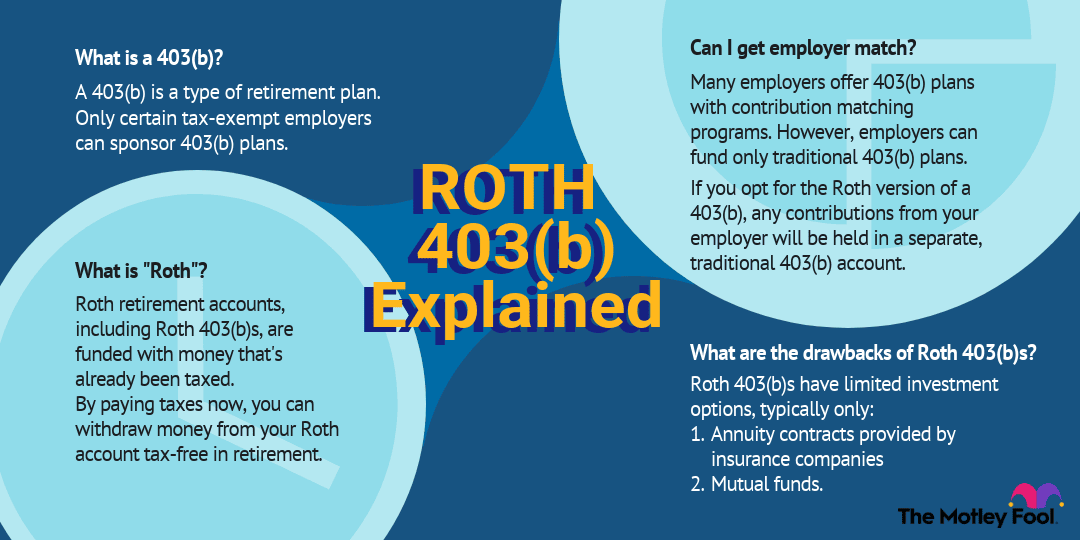 What is a 403(b)?
A 403(b) is a type of retirement plan.
Only certain tax-exempt employers
can sponsor 403(b) plans.
What is "Roth"?
Roth retirement accounts,
including Roth 403(b)s, are
funded with money that's
already been taxed.
By paying taxes now, you can
withdraw money from your Roth
account tax-free in retirement.
ROTH
403(b)
Explained
Can I get employer match?
Many employers offer 403(b) plans
with contribution matching
programs. However, employers can
fund only traditional 403(b) plans.
If you opt for the Roth version of a
403(b), any contributions from your
employer will be held in a separate,
traditional 403(b) account.
What are the drawbacks of Roth 403(b)s?
Roth 403(b)s have limited investment
options, typically only:
1. Annuity contracts provided by
insurance companies
2. Mutual funds.
The Motley Fool.